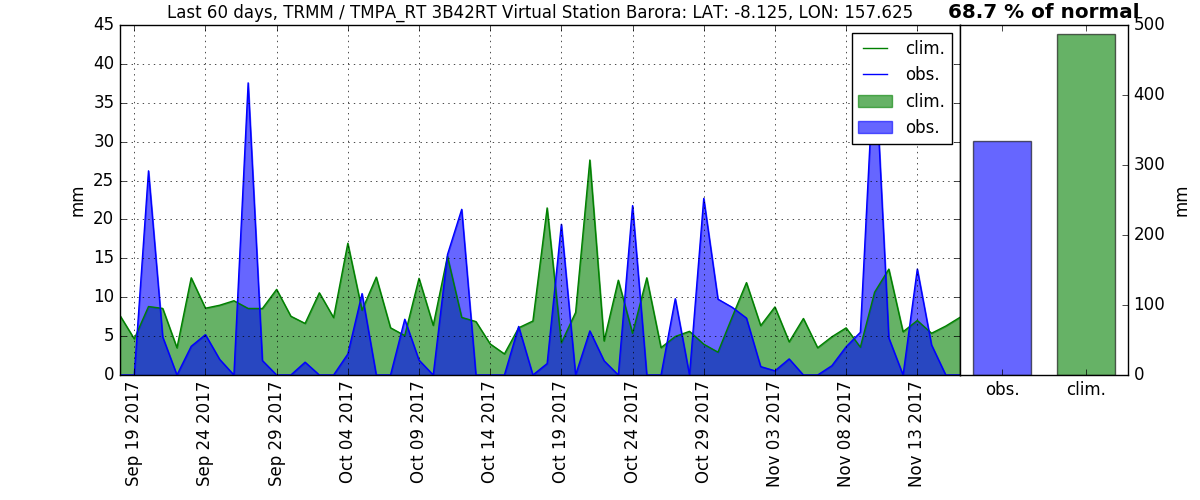 Last 60 days, TRMM / TMPA_RT 3B42RT Virtual Station Barora: LAT: -8.125, LON: 157.625
68.7 % of normal
45
40
35
30
25
20
15
10
5
0
mm
clim.
obs.
clim.
obs.
500
400
300
200
100
0
mm
Sep 19 2017
Sep 24 2017
Sep 29 2017
Oct 04 2017
Oct 09 2017
Oct 14 2017
Oct 19 2017
Oct 24 2017
Oct 29 2017
Nov 03 2017
Nov 08 2017
Nov 13 2017
obs.
clim.